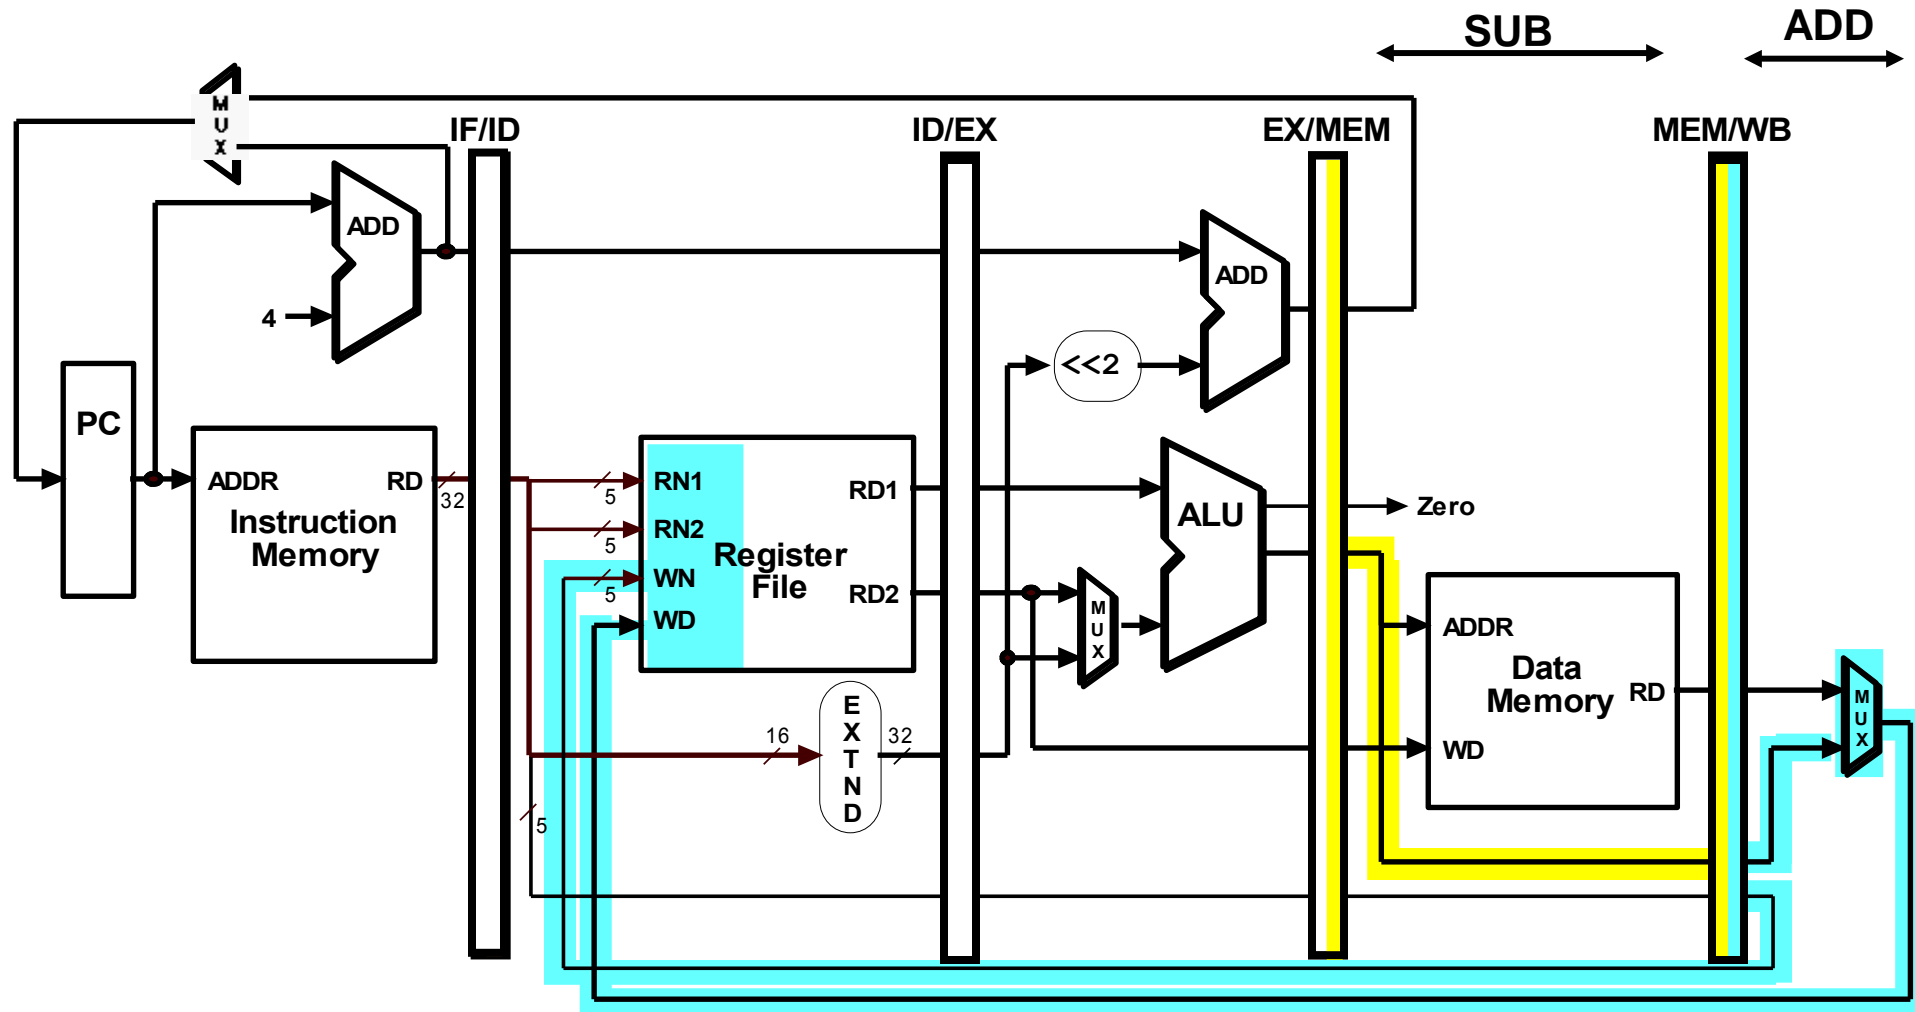 SUB
ADD
MUX
IF/ID
ID/EX
EX/MEM
MEM/WB
ADD
4
ADD
<<2
PC
ADDR
RD
32
Instruction
Memory
5
RN1
5
RN2
5
WN
WD
Register
File
RD1
RD2
ALU
Zero
MUX
ADDR
Data
Memory
RD
WD
MUX
16
EXTND
32
5